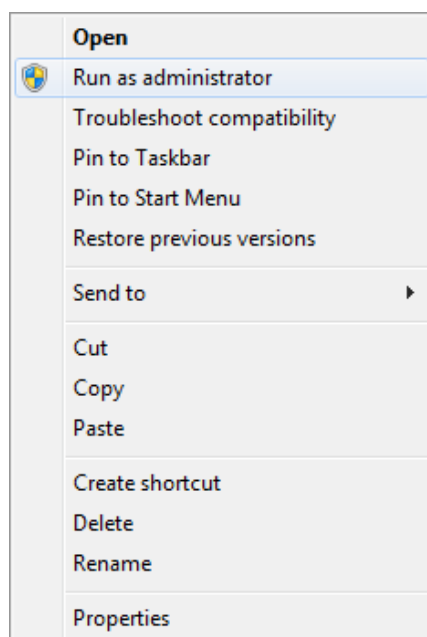 Open
Run as administrator
Troubleshoot compatibility
Pin to Taskbar
Pin to Start Menu
Restore previous versions
Send to
Cut
Copy
Paste
Create shortcut
Delete
Rename
Properties